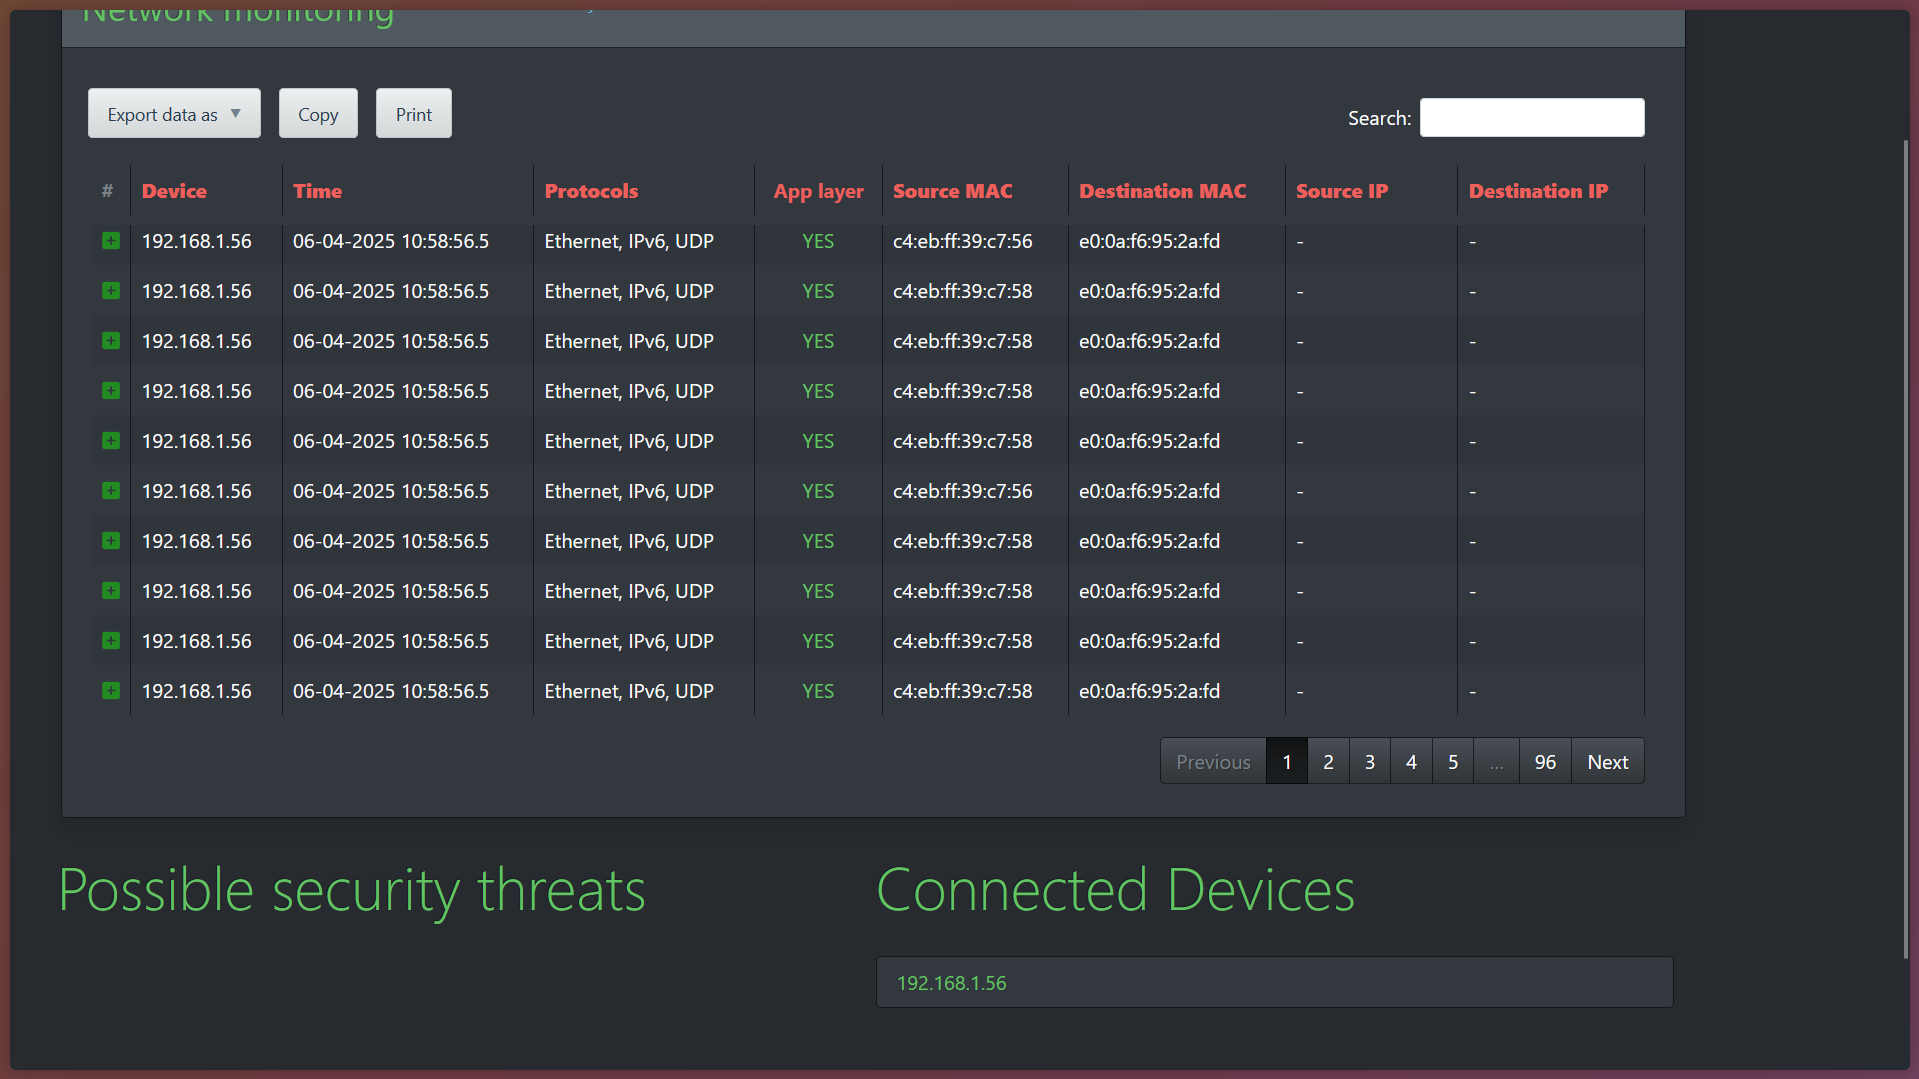 Network monitoring
Export data as ▼ Copy Print Search:
# Device Time Protocols App layer Source MAC Destination MAC Source IP Destination IP
192.168.1.56 06-04-2025 10:58:56.5 Ethernet, IPv6, UDP YES c4:eb:ff:39:c7:56 e0:0a:f6:95:2a:fd - -
192.168.1.56 06-04-2025 10:58:56.5 Ethernet, IPv6, UDP YES c4:eb:ff:39:c7:58 e0:0a:f6:95:2a:fd - -
192.168.1.56 06-04-2025 10:58:56.5 Ethernet, IPv6, UDP YES c4:eb:ff:39:c7:58 e0:0a:f6:95:2a:fd - -
192.168.1.56 06-04-2025 10:58:56.5 Ethernet, IPv6, UDP YES c4:eb:ff:39:c7:58 e0:0a:f6:95:2a:fd - -
192.168.1.56 06-04-2025 10:58:56.5 Ethernet, IPv6, UDP YES c4:eb:ff:39:c7:58 e0:0a:f6:95:2a:fd - -
192.168.1.56 06-04-2025 10:58:56.5 Ethernet, IPv6, UDP YES c4:eb:ff:39:c7:56 e0:0a:f6:95:2a:fd - -
192.168.1.56 06-04-2025 10:58:56.5 Ethernet, IPv6, UDP YES c4:eb:ff:39:c7:58 e0:0a:f6:95:2a:fd - -
192.168.1.56 06-04-2025 10:58:56.5 Ethernet, IPv6, UDP YES c4:eb:ff:39:c7:58 e0:0a:f6:95:2a:fd - -
192.168.1.56 06-04-2025 10:58:56.5 Ethernet, IPv6, UDP YES c4:eb:ff:39:c7:58 e0:0a:f6:95:2a:fd - -
192.168.1.56 06-04-2025 10:58:56.5 Ethernet, IPv6, UDP YES c4:eb:ff:39:c7:58 e0:0a:f6:95:2a:fd - -
Previous 1 2 3 4 5 ... 96 Next
Possible security threats
Connected Devices
192.168.1.56